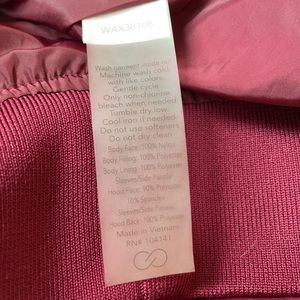 WAX36106
Wash garment inside out
Machine wash cold
with like colors.
Gentle cycle
Only non-chlorine
bleach when needed
Tumble dry low
Cool iron if needed
Do not use softeners
Do not dry clean
Body Face: 100% Nylon
Body Filling: 100% Polyester
Body Lining: 100% Polyester
Sleeves/Side Panels/
Hood Face: 90% Polyester
10% Spandex
Sleeves/Side Panels/
Hood Back: 100% Polyester
Made in Vietnam
RN# 104141